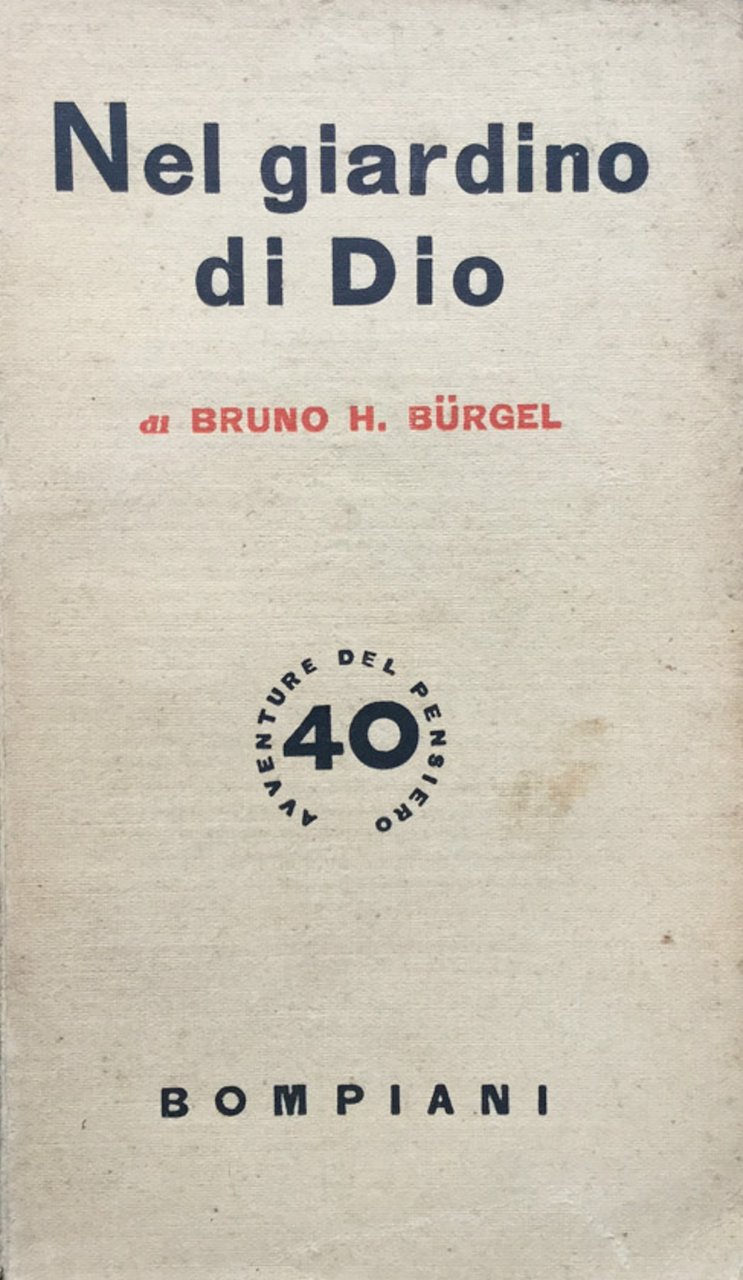 Nel giardino
di Dio
di BRUNO H. BÜRGEL
AVVENTURE DEL PENSIERO
40
BOMPIANI